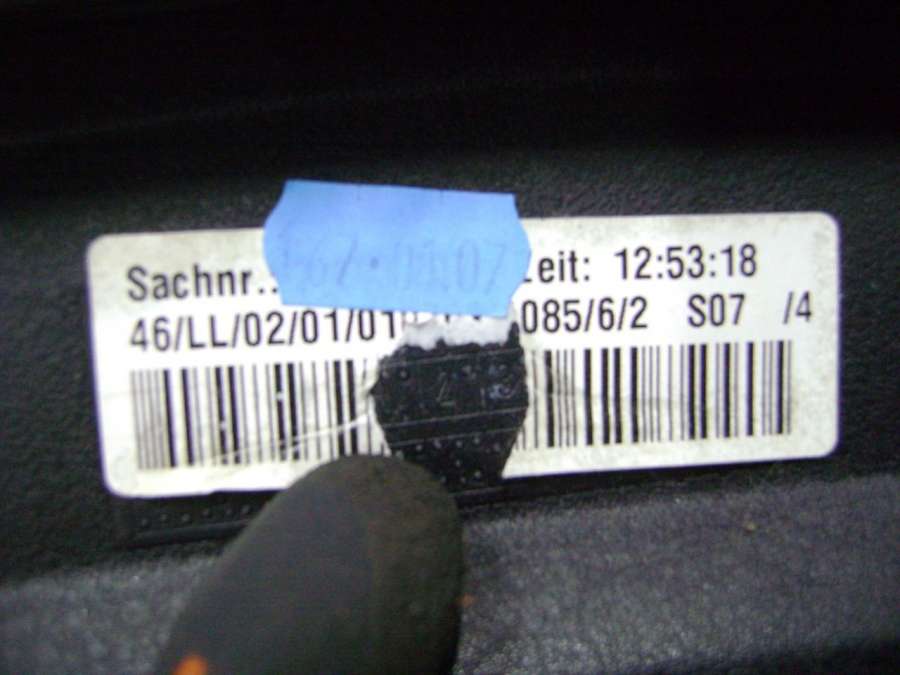 Sachnr.. Zeit: 12:53:18
46/LL/02/01/01 085/6/2 S07 /4